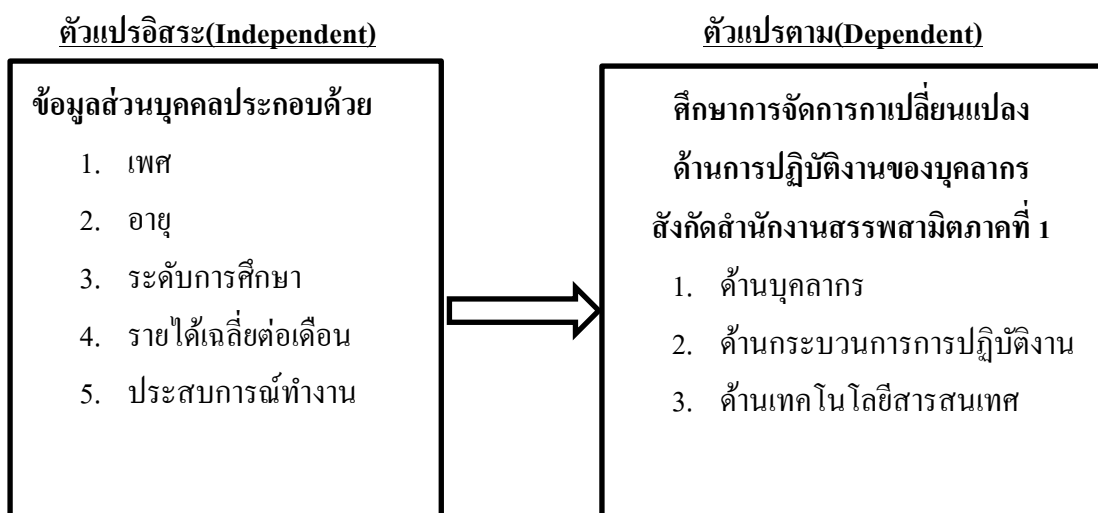 ตัวแปรอิสระ(Independent)
ข้อมูลส่วนบุคคลประกอบด้วย
1. เพศ
2. อายุ
3. ระดับการศึกษา
4. รายได้เฉลี่ยต่อเดือน
5. ประสบการณ์ทำงาน
ตัวแปรตาม(Dependent)
ศึกษาการจัดการกาเปลี่ยนแปลง
ด้านการปฏิบัติงานของบุคลากร
สังกัดสำนักงานสรรพสามิตภาคที่ 1
1. ด้านบุคลากร
2. ด้านกระบวนการการปฏิบัติงาน
3. ด้านเทคโนโลยีสารสนเทศ